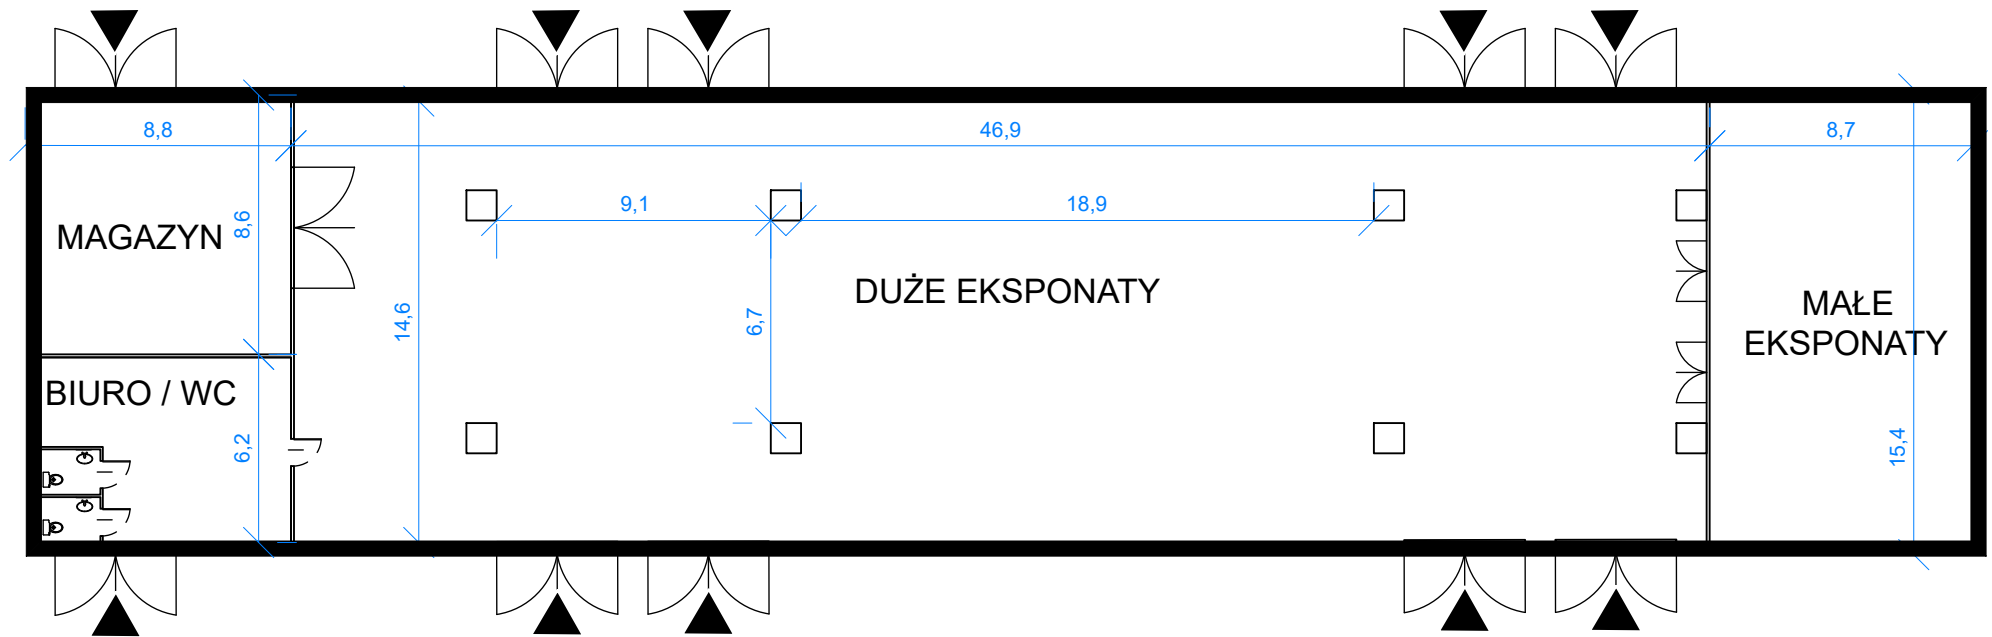 8,8
46,9
8,7
9,1
18,9
MAGAZYN
8,6
DUŻE EKSPONATY
14,6
6,7
MAŁE
EKSPONATY
BIURO / WC
6,2
15,4